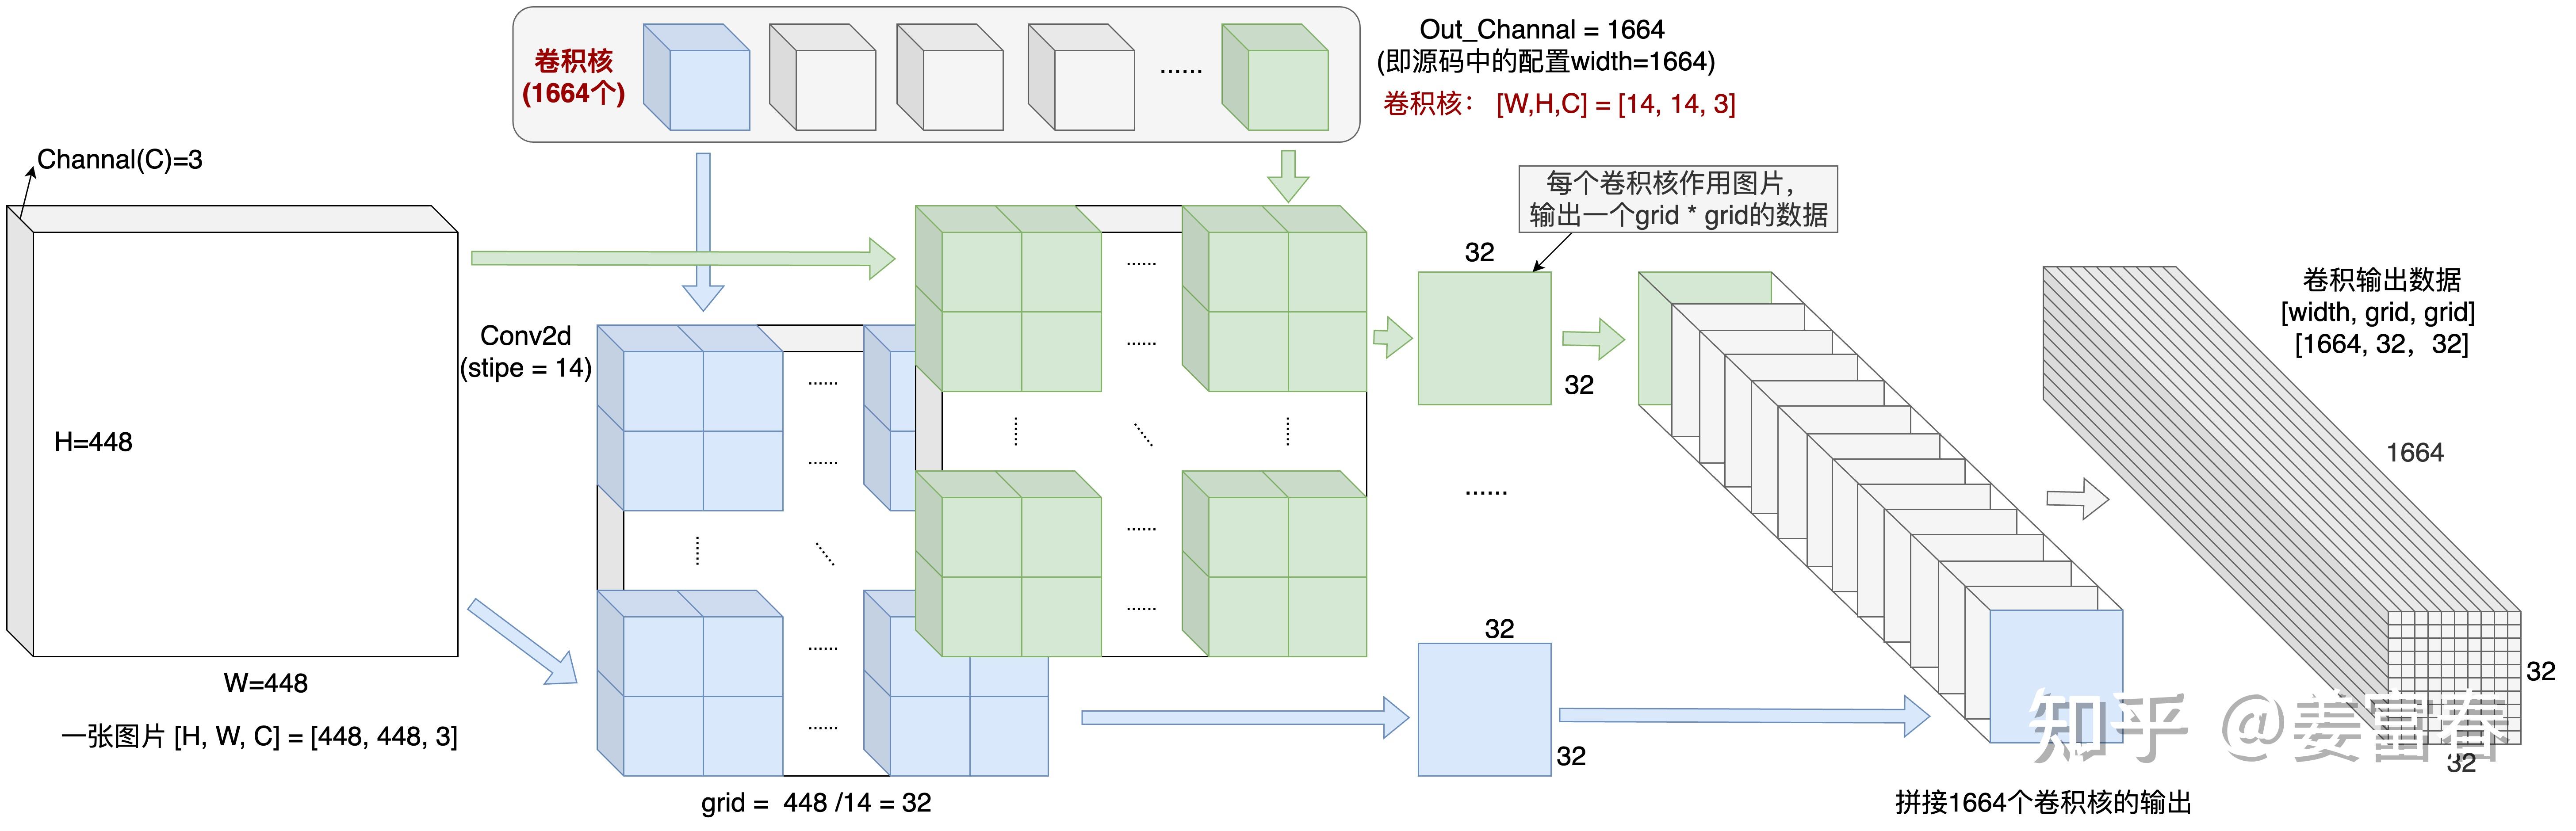 卷积核
(1664个)
......
Out_Channal = 1664
(即源码中的配置width=1664)
卷积核： [W,H,C] = [14, 14, 3]
Channal(C)=3
H=448
W=448
一张图片 [H, W, C] = [448, 448, 3]
Conv2d
(stipe = 14)
......
......
......
......
......
......
......
......
......
......
......
......
......
......
grid = 448 /14 = 32
每个卷积核作用图片，
输出一个grid * grid的数据
32
32
......
32
32
拼接1664个卷积核的输出
卷积输出数据
[width, grid, grid]
[1664, 32，32]
1664
32
32
知乎 @姜富春